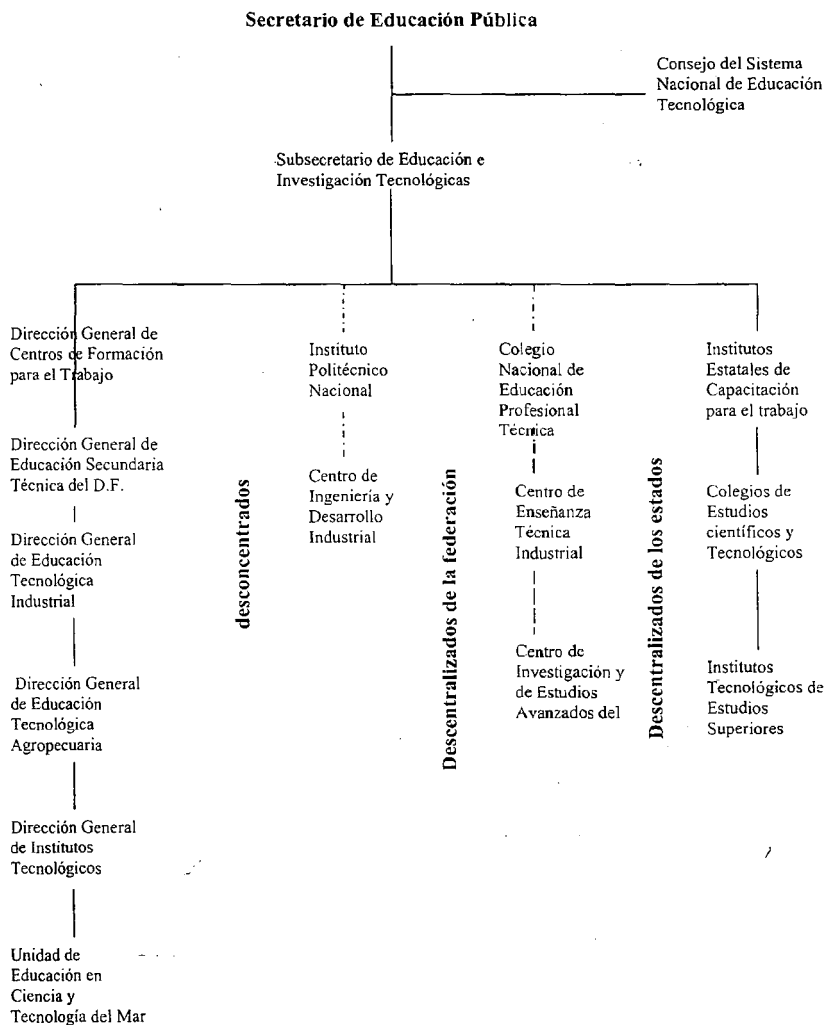 Secretario de Educación Pública
Consejo del Sistema
Nacional de Educación
Tecnológica
Subsecretario de Educación e
Investigación Tecnológicas
Dirección General de
Centros de Formación
para el Trabajo
Dirección General de
Educación Secundaria
Técnica del D.F.
Dirección General
de Educación
Tecnológica
Industrial
Dirección General
de Educación
Tecnológica
Agropecuaria
Dirección General
de Institutos
Tecnológicos
Unidad de
Educación en
Ciencia y
Tecnología del Mar
desconcentrados
Instituto
Politécnico
Nacional
Centro de
Ingeniería y
Desarrollo
Industrial
Descentralizados de la federación
Colegio
Nacional de
Educación
Profesional
Técnica
Centro de
Enseñanza
Técnica
Industrial
Centro de
Investigación y
de Estudios
Avanzados del
Descentralizados de los estados
Institutos
Estatales de
Capacitación
para el trabajo
Colegios de
Estudios
científicos y
Tecnológicos
Institutos
Tecnológicos de
Estudios
Superiores